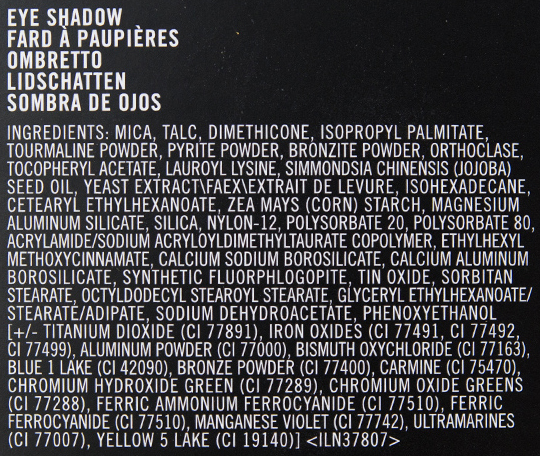 EYE SHADOW
FARD À PAUPIÈRES
OMBRETTO
LIDSCHATTEN
SOMBRA DE OJOS
INGREDIENTS: MICA, TALC, DIMETHICONE, ISOPROPYL PALMITATE,
TOURMALINE POWDER, PYRITE POWDER, BRONZITE POWDER, ORTHOCLASE,
TOCOPHERYL ACETATE, LAUROYL LYSINE, SIMMONDSIA CHINENSIS (JOJOBA)
SEED OIL, YEAST EXTRACT\FAEX\EXTRAIT DE LEVURE, ISOHEXADECANE,
CETEARYL ETHYLHEXANOATE, ZEA MAYS (CORN) STARCH, MAGNESIUM
ALUMINUM SILICATE, SILICA, NYLON-12, POLYSORBATE 20, POLYSORBATE 80,
ACRYLAMIDE/SODIUM ACRYLOYLDIMETHYLTAURATE COPOLYMER, ETHYLHEXYL
METHOXYCINNAMATE, CALCIUM SODIUM BOROSILICATE, CALCIUM ALUMINUM
BOROSILICATE, SYNTHETIC FLUORPHLOGOPITE, TIN OXIDE, SORBITAN
STEARATE, OCTYLDODECYL STEAROYL STEARATE, GLYCERYL ETHYLHEXANOATE/
STEARATE/ADIPATE, SODIUM DEHYDROACETATE, PHENOXYETHANOL
[+/- TITANIUM DIOXIDE (CI 77891), IRON OXIDES (CI 77491, CI 77492,
CI 77499), ALUMINUM POWDER (CI 77000), BISMUTH OXYCHLORIDE (CI 77163),
BLUE 1 LAKE (CI 42090), BRONZE POWDER (CI 77400), CARMINE (CI 75470),
CHROMIUM HYDROXIDE GREEN (CI 77289), CHROMIUM OXIDE GREENS
(CI 77288), FERRIC AMMONIUM FERROCYANIDE (CI 77510), FERRIC
FERROCYANIDE (CI 77510), MANGANESE VIOLET (CI 77742), ULTRAMARINES
(CI 77007), YELLOW 5 LAKE (CI 19140)] <ILN37807>